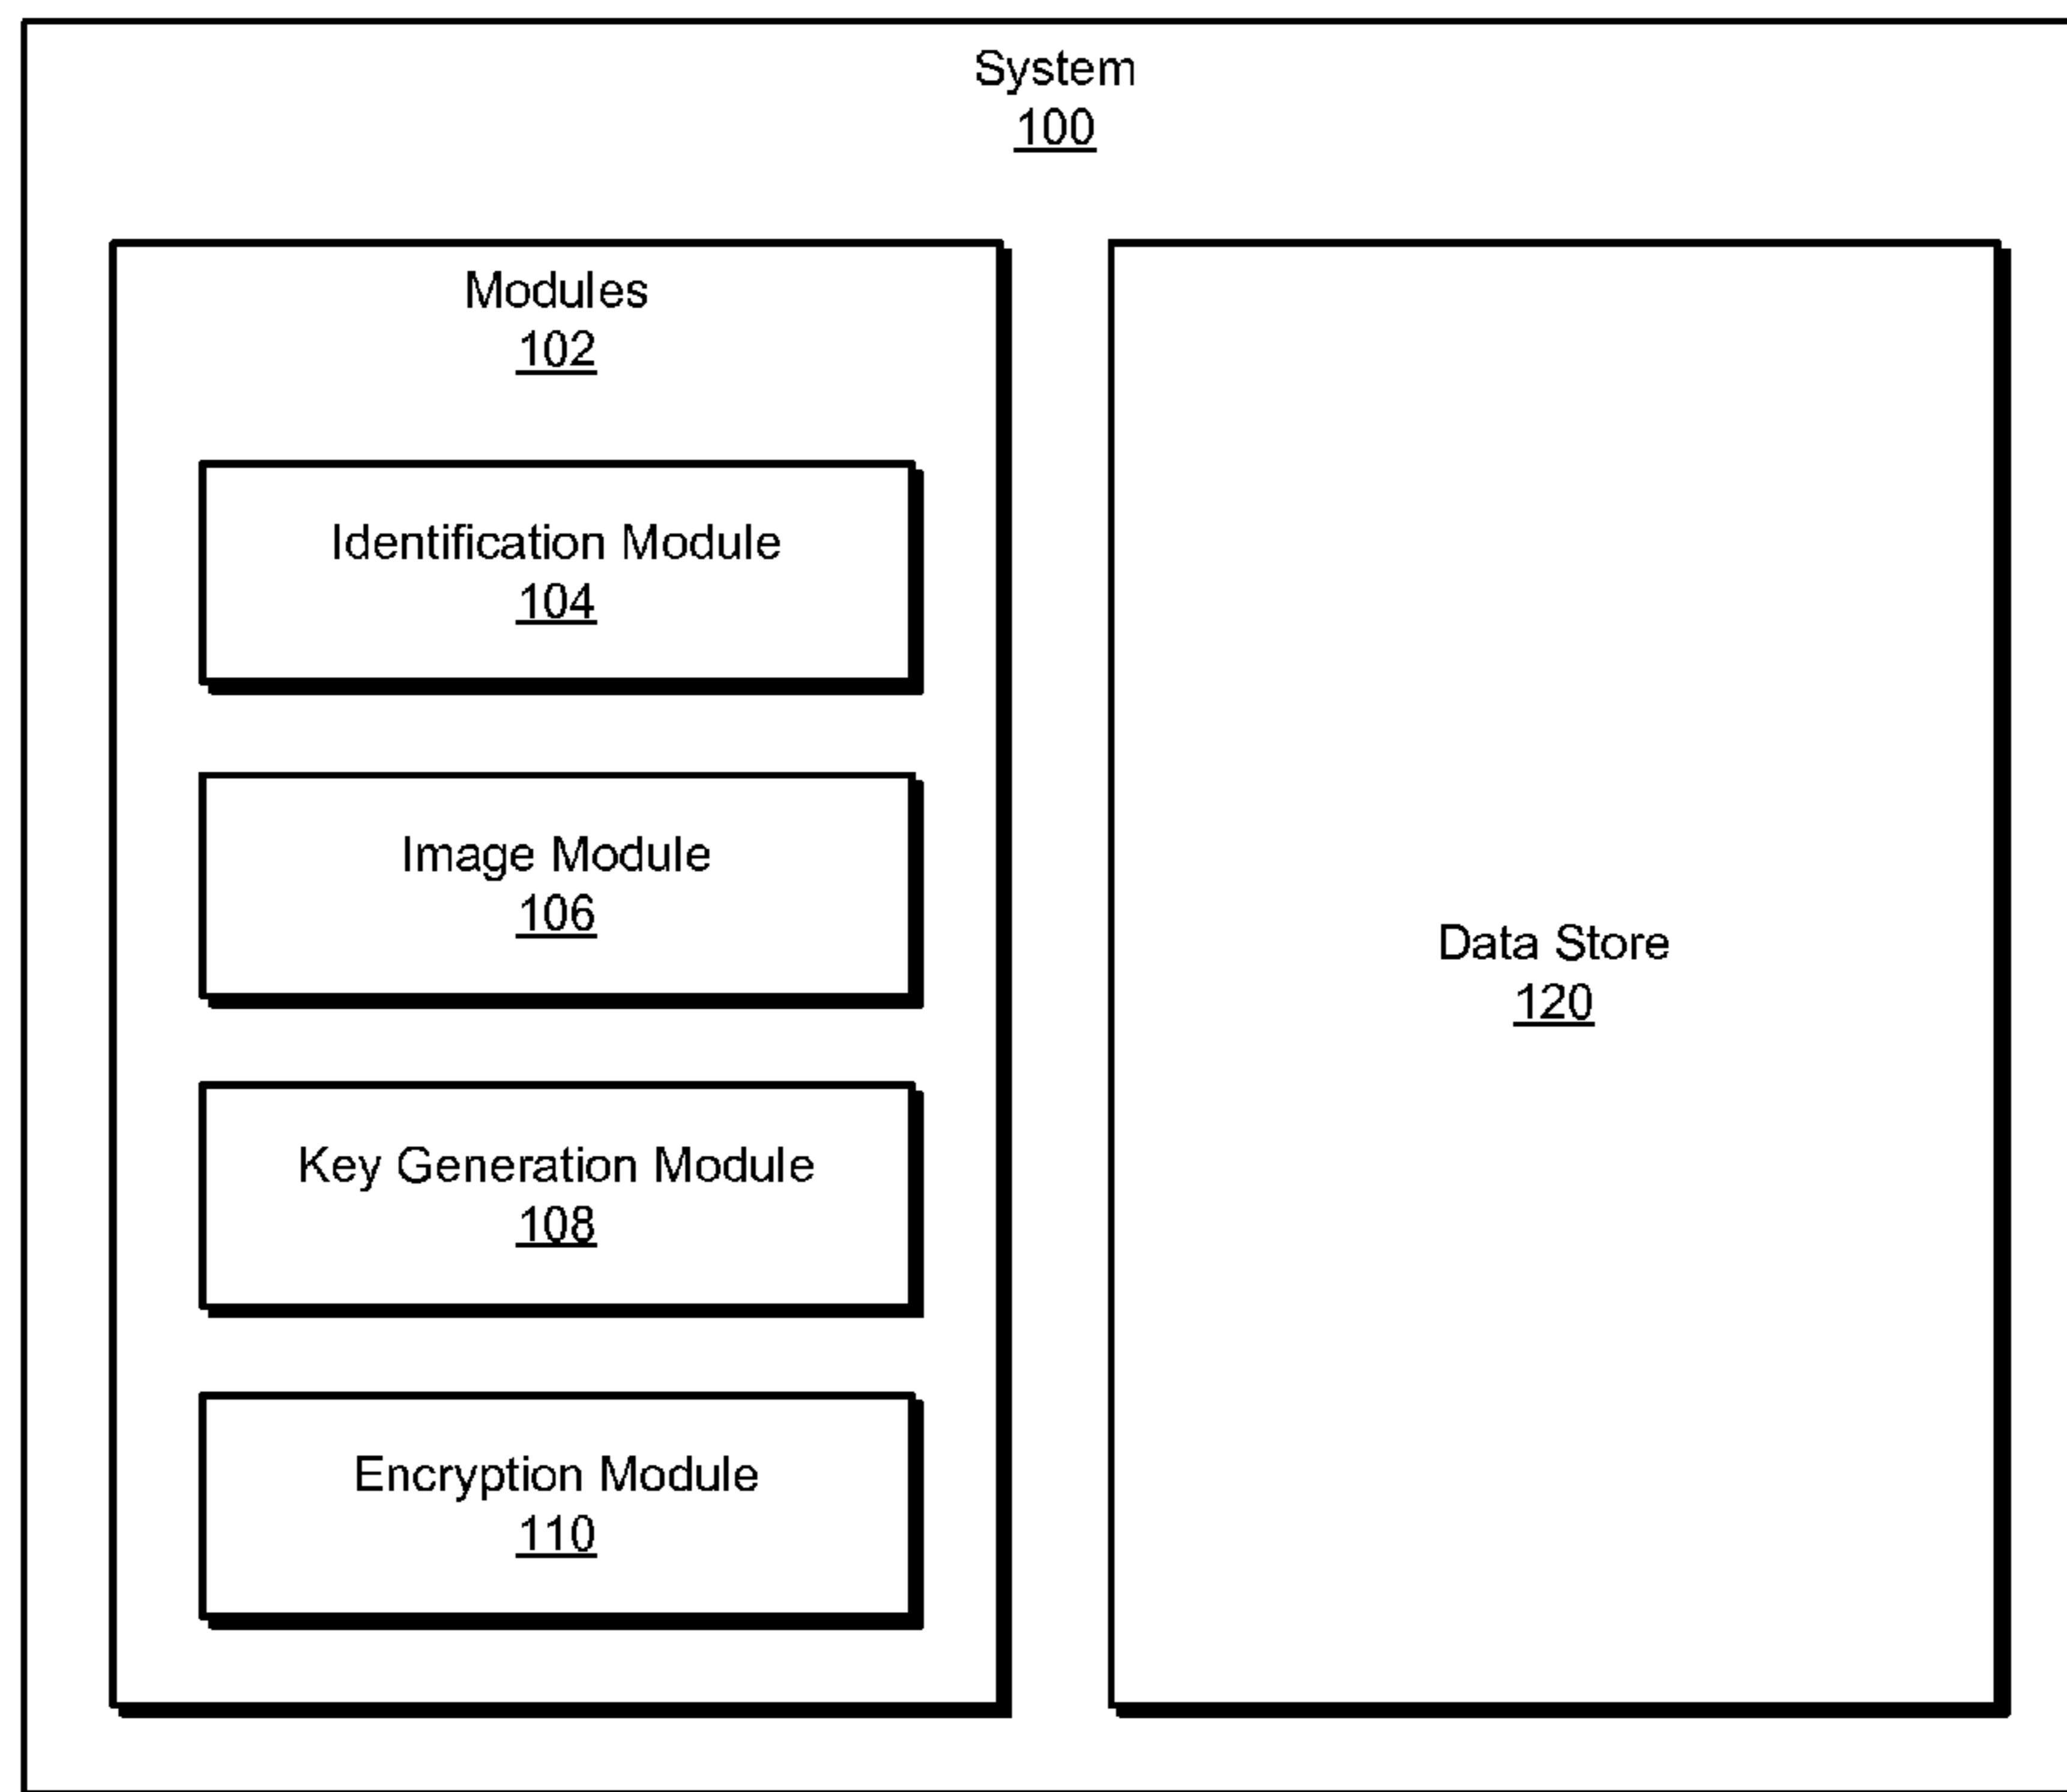 System
100
Modules
102
Identification Module
104
Image Module
106
Key Generation Module
108
Encryption Module
110
Data Store
120